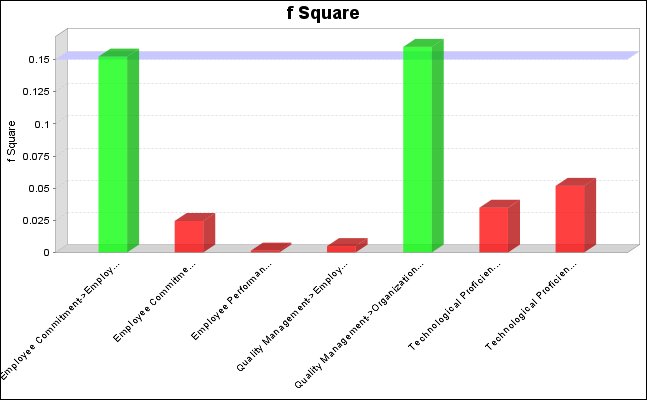 f Square
0.15
0.125
0.1
0.075
0.05
0.025
0
f Square
Employee Commitment->Employ...
Employee Commitme...
Employee Performan...
Quality Management->Employ...
Quality Management->Organization...
Technological Proficien...
Technological Proficien...